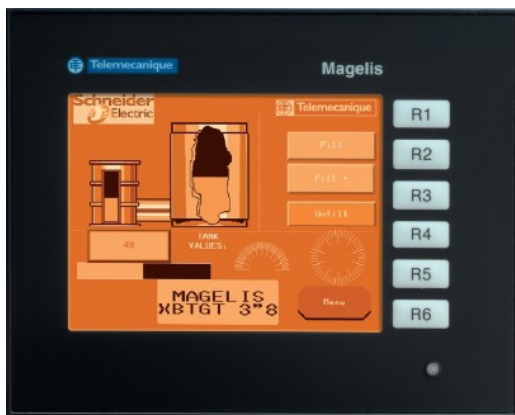 Telemecanique
Magelis
Schneider
Electric
Telemecanique
Fill
Fill +
Unfill
49
TANK
VALUES:
MAGELIS
XBTGT 3"8
Menu
R1
R2
R3
R4
R5
R6